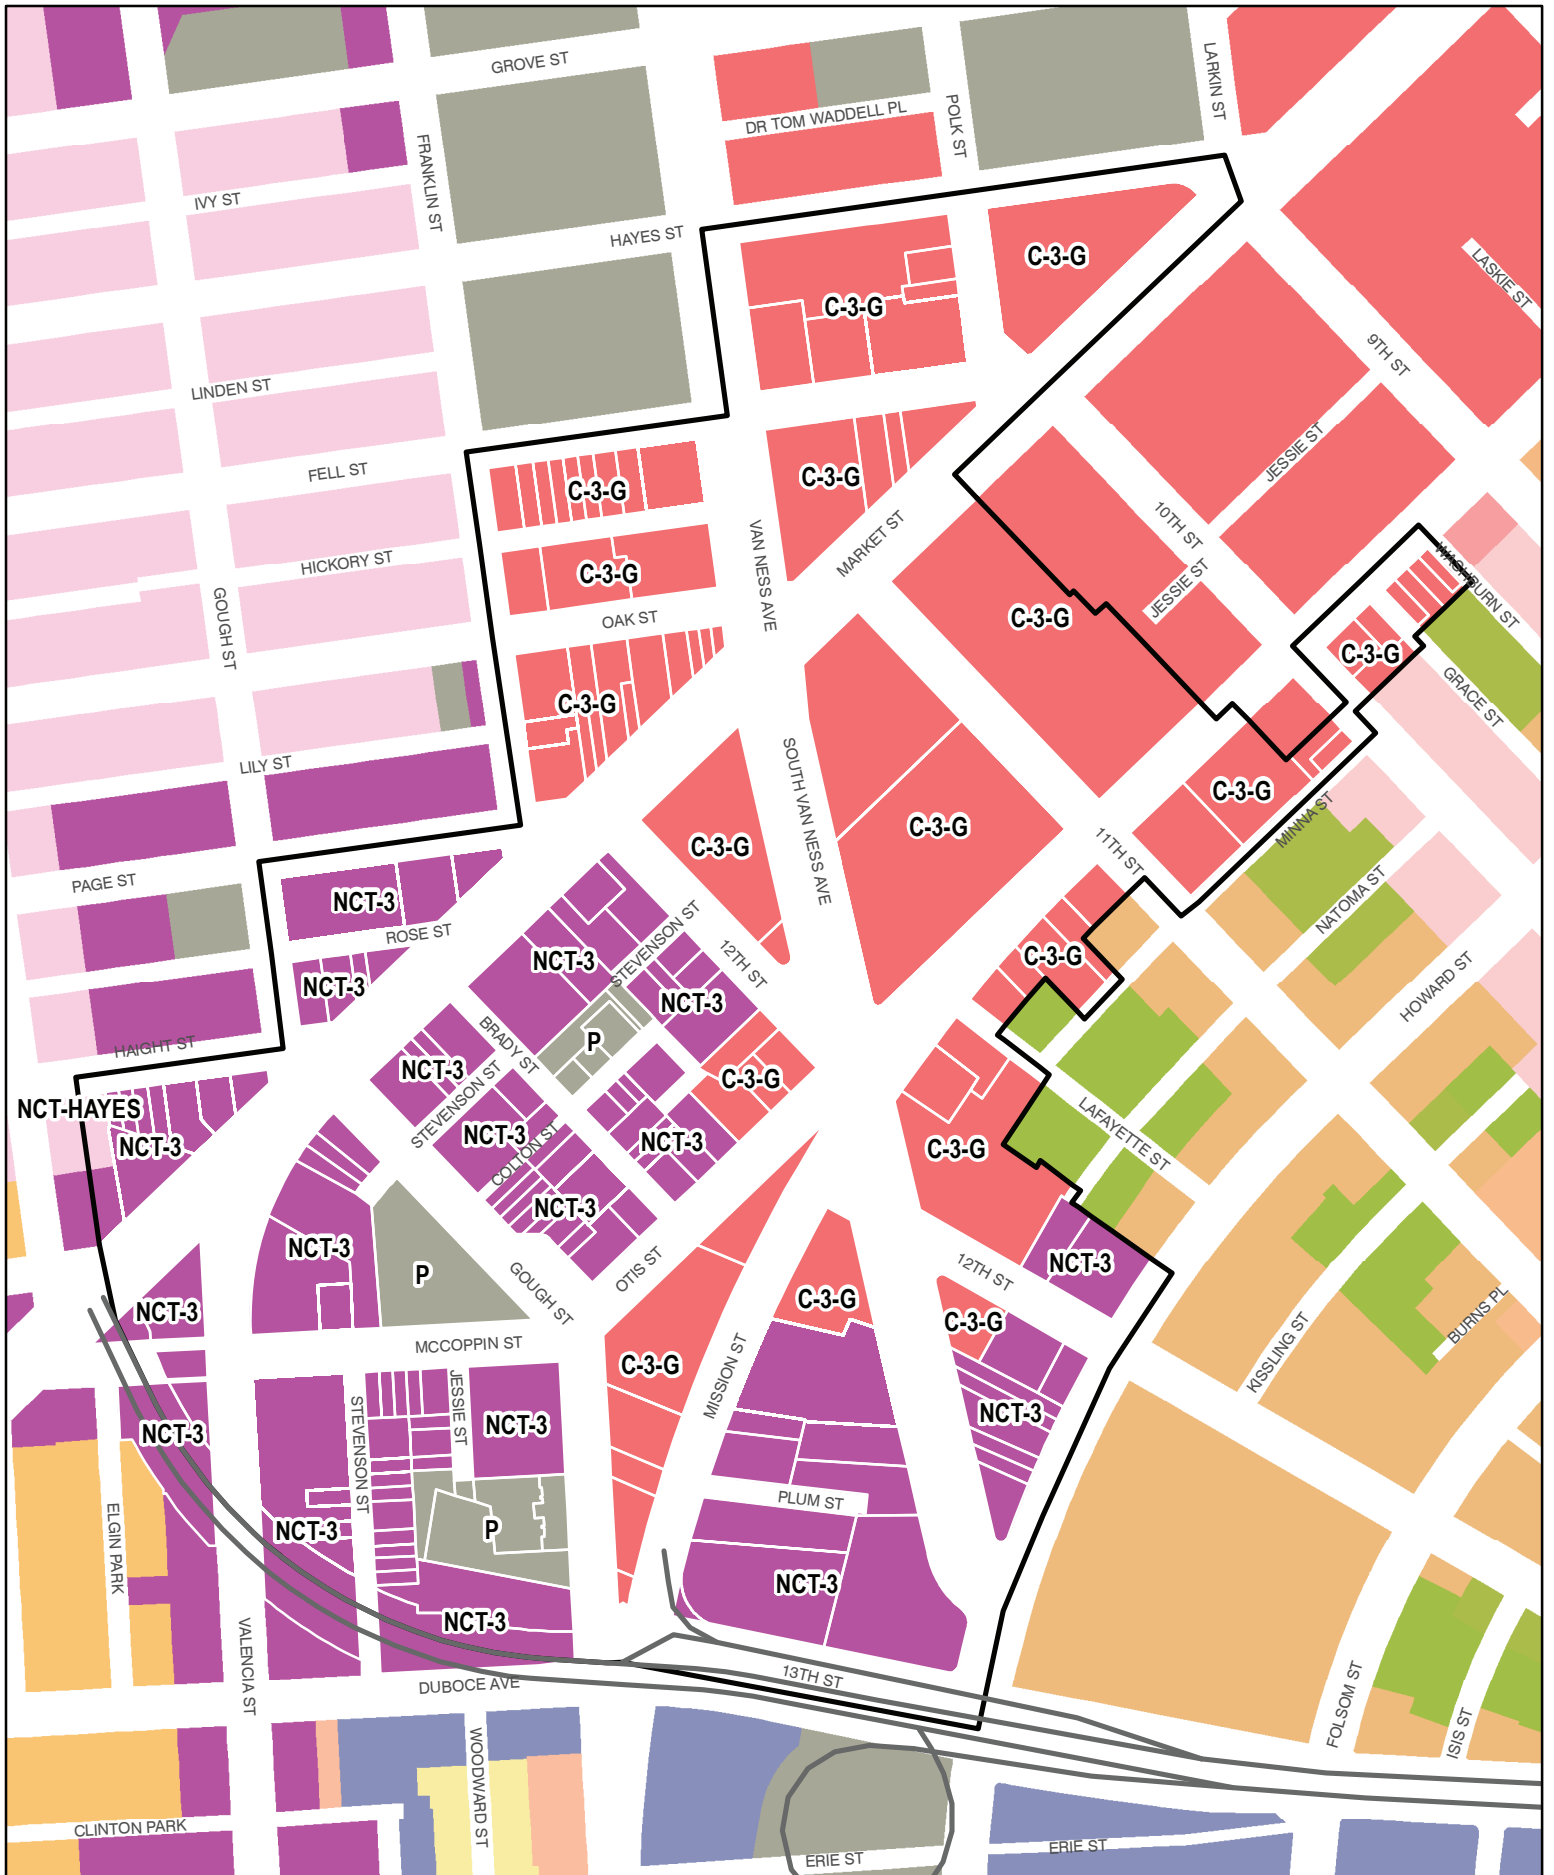 GROVE ST
LARKIN ST
DR TOM WADDELL PL
POLK ST
FRANKLIN ST
IVY ST
HAYES ST
C-3-G
LASKIE ST
C-3-G
9TH ST
LINDEN ST
JESSIE ST
FELL ST
C-3-G
C-3-G
MARKET ST
10TH ST
VAN NESS AVE
HICKORY ST
C-3-G
JESSIE ST
WASHBURN ST
GOUGH ST
OAK ST
C-3-G
C-3-G
GRACE ST
C-3-G
LILY ST
SOUTH VAN NESS AVE
C-3-G
MINNA ST
C-3-G
C-3-G
11TH ST
PAGE ST
NCT-3
NATOMA ST
ROSE ST
STEVENSON ST
12TH ST
NCT-3
C-3-G
NCT-3
HOWARD ST
NCT-3
HAIGHT ST
BRADY ST
P
NCT-3
C-3-G
STEVENSON ST
NCT-HAYES
NCT-3
NCT-3
COLTON ST
NCT-3
C-3-G
LAFAYETTE ST
NCT-3
NCT-3
P
GOUGH ST
OTIS ST
12TH ST
NCT-3
NCT-3
C-3-G
C-3-G
BURNS PL
MCCOPPIN ST
KISSLING ST
C-3-G
MISSION ST
JESSIE ST
NCT-3
NCT-3
NCT-3
STEVENSON ST
ELGIN PARK
NCT-3
P
PLUM ST
NCT-3
NCT-3
VALENCIA ST
DUBOCE AVE
13TH ST
FOLSOM ST
ISIS ST
WOODWARD ST
CLINTON PARK
ERIE ST
ERIE ST